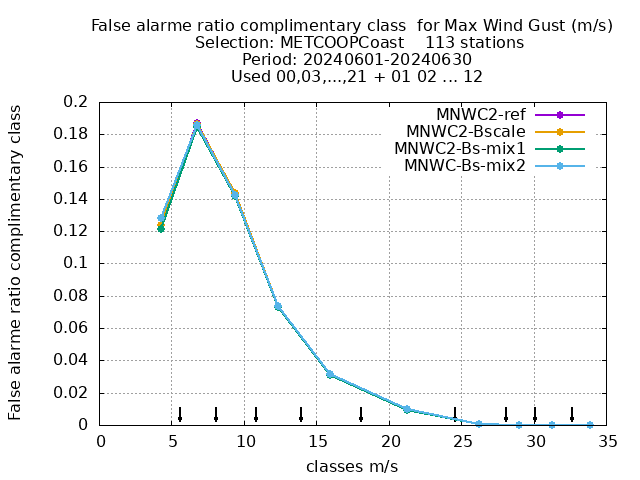 False alarme ratio complimentary class  for Max Wind Gust (m/s)
Selection: METCOOPCoast    113 stations
Period: 20240601-20240630
Used 00,03,...,21 + 01 02 ... 12
False alarme ratio complimentary class
0.2
0.18
0.16
0.14
0.12
0.1
0.08
0.06
0.04
0.02
0
MNWC2-ref
MNWC2-Bscale
MNWC2-Bs-mix1
MNWC-Bs-mix2
0 5 10 15 20 25 30 35
classes m/s